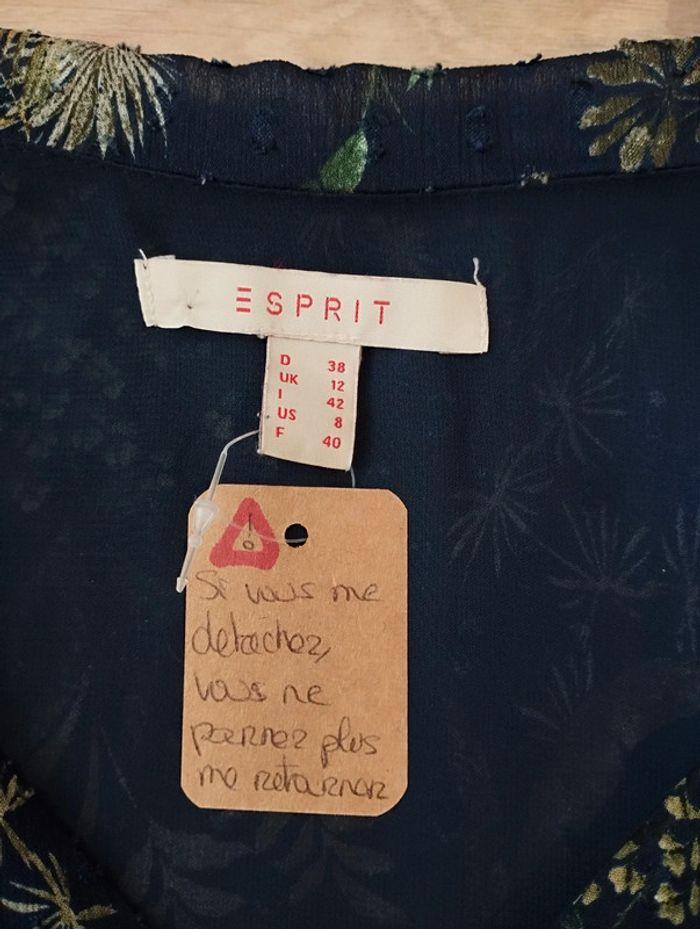 ESPRIT
D 38
UK 12
I 42
US 8
F 40
!
Si vous me
detachez,
vous ne
pourrez plus
me retourner